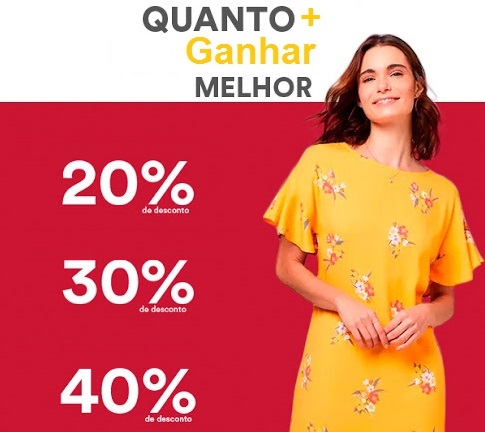 QUANTO+
Ganhar
MELHOR
20%
de desconto
30%
de desconto
40%
de desconto